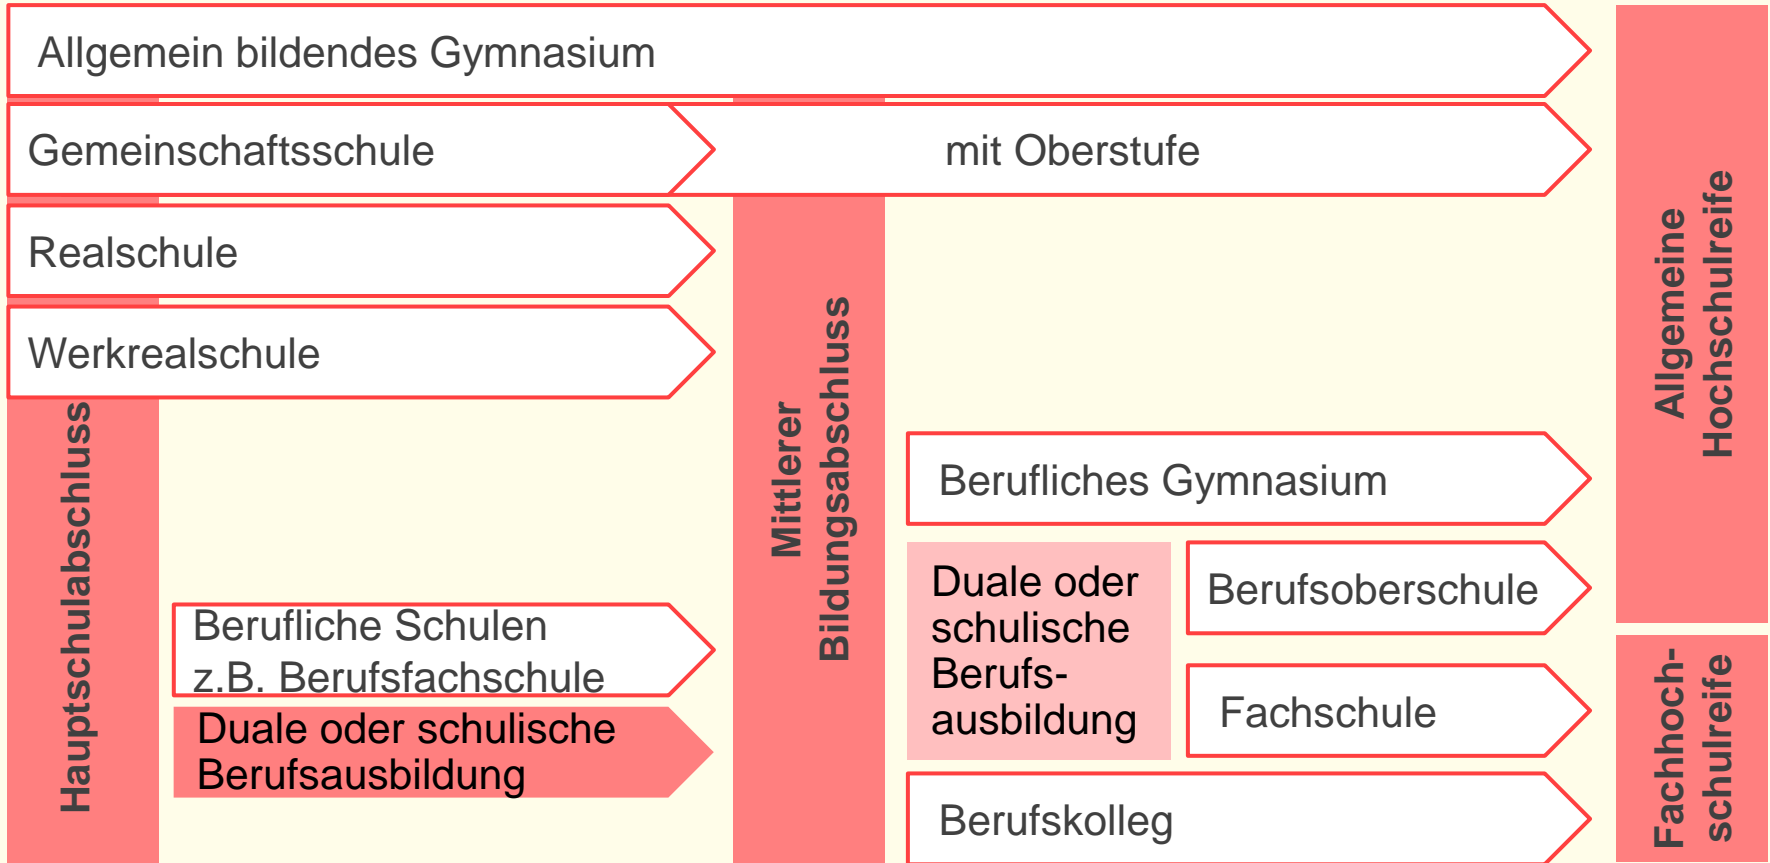 Allgemein bildendes Gymnasium
Gemeinschaftsschule
mit Oberstufe
Realschule
Werkrealschule
Hauptschulabschluss
Berufliche Schulen
z.B. Berufsfachschule
Duale oder schulische
Berufsausbildung
Mittlerer
Bildungsabschluss
Berufliches Gymnasium
Duale oder
schulische
Berufs-
ausbildung
Berufsoberschule
Fachschule
Berufskolleg
Allgemeine
Hochschulreife
Fachhoch-
schulreife